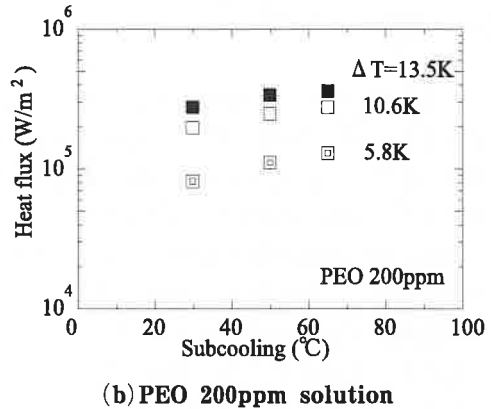 10^6
Δ T=13.5K
10.6K
10^5
5.8K
Heat flux (W/m^2)
PEO 200ppm
10^4
0 20 40 60 80 100
Subcooling (℃)
(b) PEO 200ppm solution